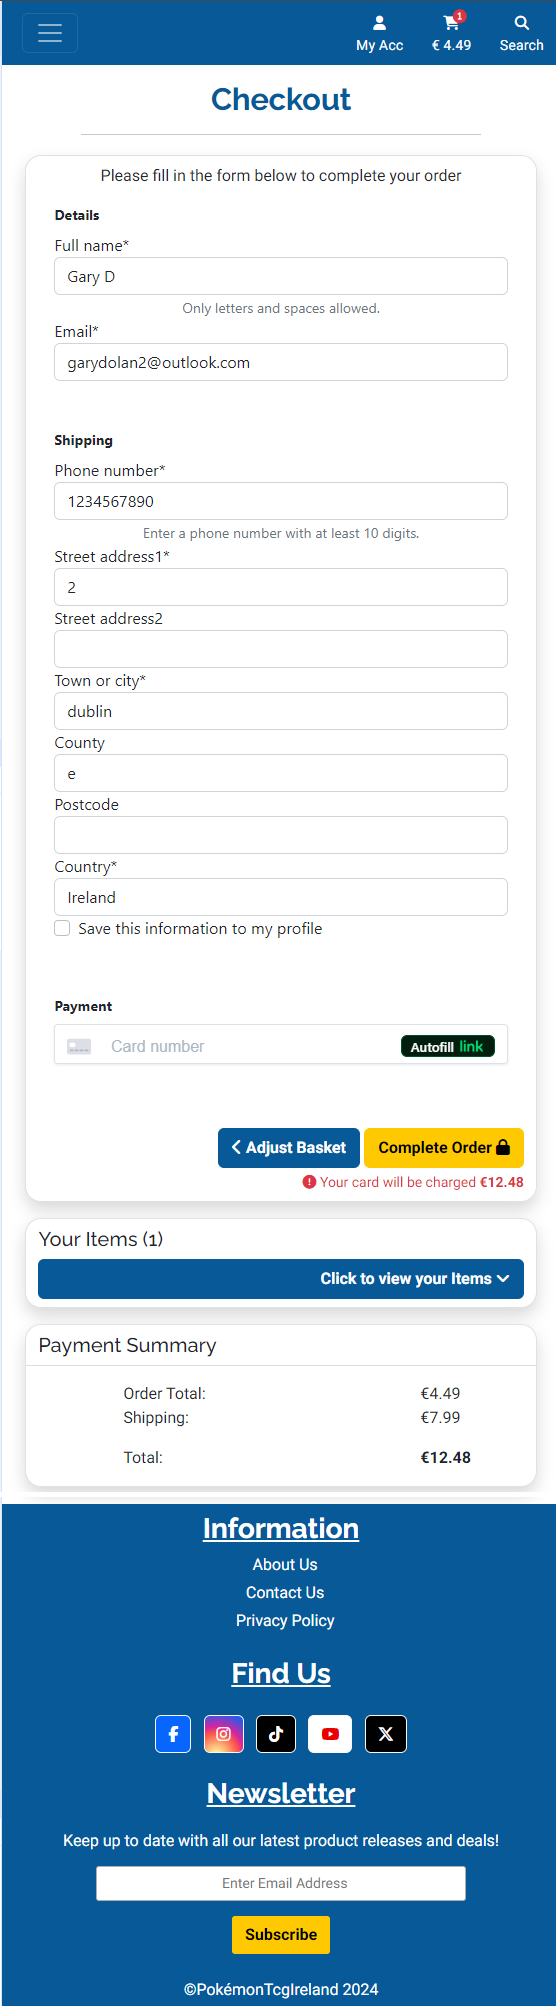 1
My Acc € 4.49 Search
Checkout
Please fill in the form below to complete your order
Details
Full name*
Gary D
Only letters and spaces allowed.
Email*
garydolan2@outlook.com
Shipping
Phone number*
1234567890
Enter a phone number with at least 10 digits.
Street address1*
2
Street address2
Town or city*
dublin
County
e
Postcode
Country*
Ireland
Save this information to my profile
Payment
Card number Autofill link
Adjust Basket Complete Order
Your card will be charged €12.48
Your Items (1)
Click to view your Items
Payment Summary
Order Total: €4.49
Shipping: €7.99
Total: €12.48
Information
About Us
Contact Us
Privacy Policy
Find Us
Newsletter
Keep up to date with all our latest product releases and deals!
Enter Email Address
Subscribe
©PokémonTcgIreland 2024